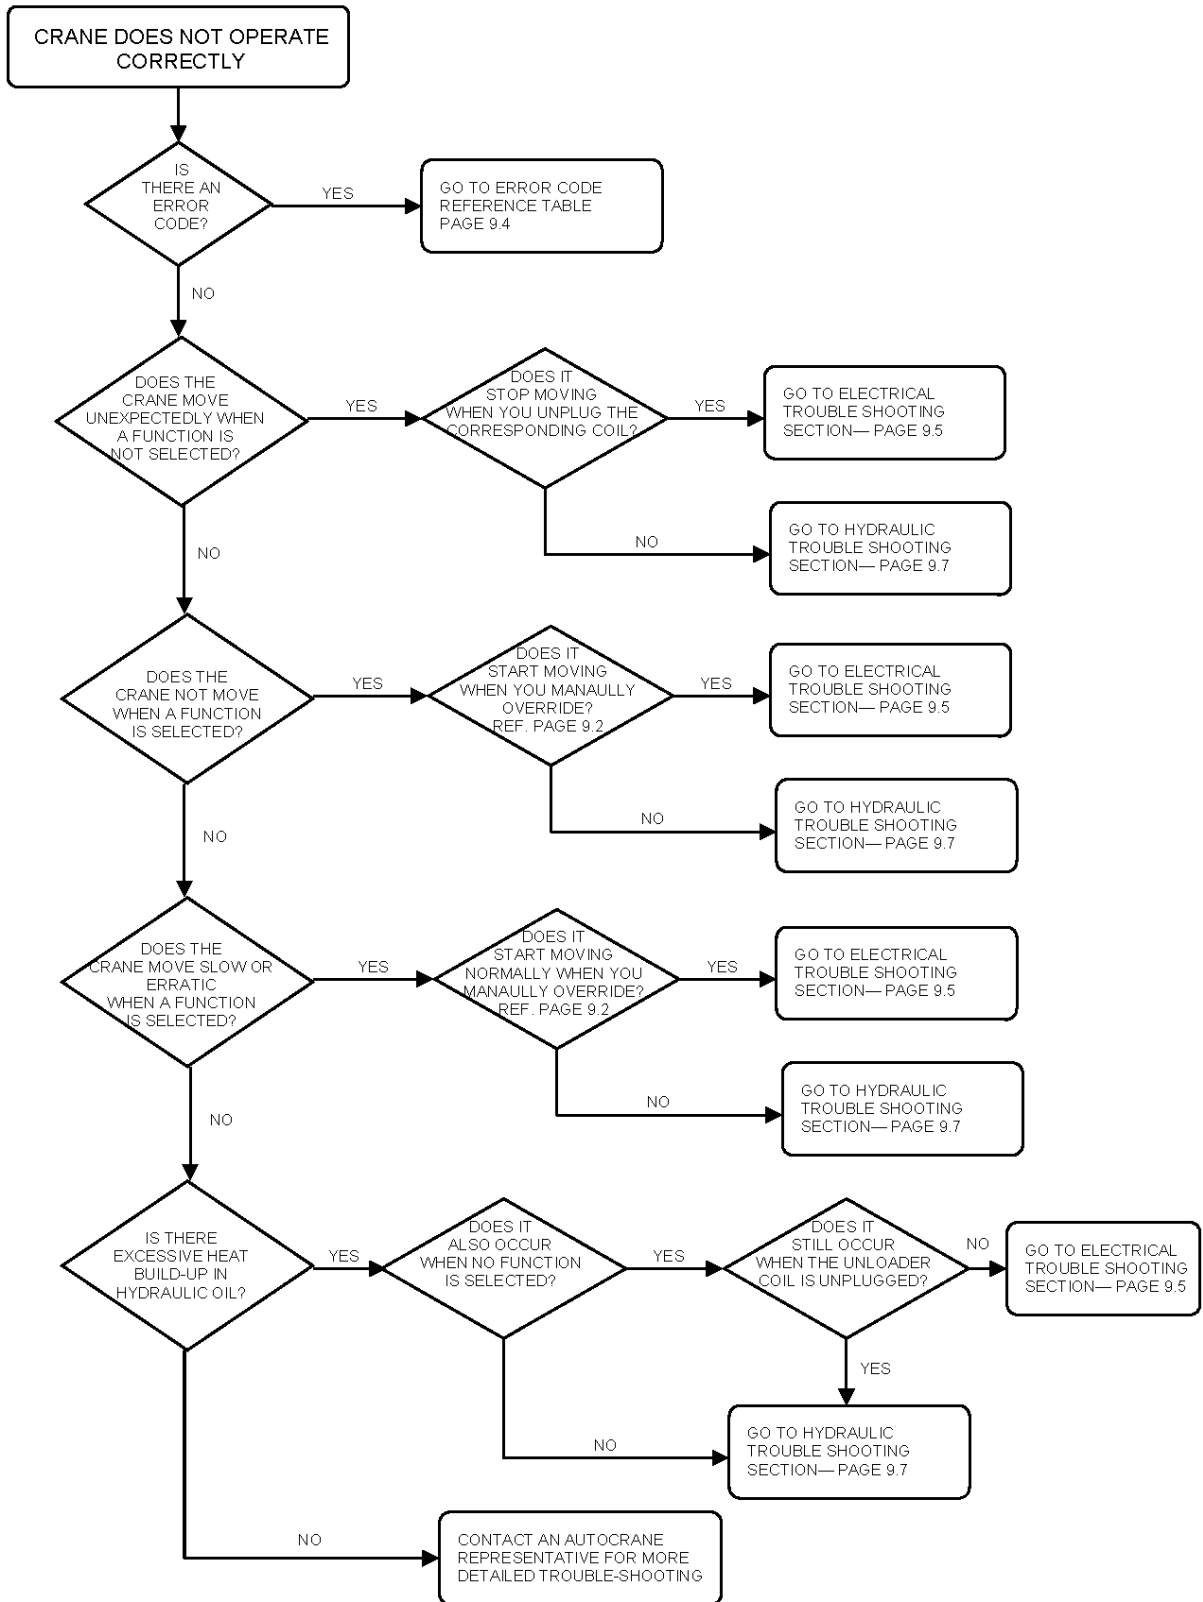 CRANE DOES NOT OPERATE
CORRECTLY
IS
THERE AN
ERROR
CODE?
YES
GO TO ERROR CODE
REFERENCE TABLE
PAGE 9.4
NO
DOES THE
CRANE MOVE
UNEXPECTEDLY WHEN
A FUNCTION IS
NOT SELECTED?
YES
DOES IT
STOP MOVING
WHEN YOU UNPLUG THE
CORRESPONDING COIL?
YES
GO TO ELECTRICAL
TROUBLE SHOOTING
SECTION— PAGE 9.5
NO
GO TO HYDRAULIC
TROUBLE SHOOTING
SECTION— PAGE 9.7
NO
DOES THE
CRANE NOT MOVE
WHEN A FUNCTION
IS SELECTED?
YES
DOES IT
START MOVING
WHEN YOU MANAULLY
OVERRIDE?
REF. PAGE 9.2
YES
GO TO ELECTRICAL
TROUBLE SHOOTING
SECTION— PAGE 9.5
NO
GO TO HYDRAULIC
TROUBLE SHOOTING
SECTION— PAGE 9.7
NO
DOES THE
CRANE MOVE SLOW OR
ERRATIC
WHEN A FUNCTION
IS SELECTED?
YES
DOES IT
START MOVING
NORMALLY WHEN YOU
MANAULLY OVERRIDE?
REF. PAGE 9.2
YES
GO TO ELECTRICAL
TROUBLE SHOOTING
SECTION— PAGE 9.5
NO
GO TO HYDRAULIC
TROUBLE SHOOTING
SECTION— PAGE 9.7
NO
IS THERE
EXCESSIVE HEAT
BUILD-UP IN
HYDRAULIC OIL?
YES
DOES IT
ALSO OCCUR
WHEN NO FUNCTION
IS SELECTED?
YES
DOES IT
STILL OCCUR
WHEN THE UNLOADER
COIL IS UNPLUGGED?
NO
GO TO ELECTRICAL
TROUBLE SHOOTING
SECTION— PAGE 9.5
YES
NO
GO TO HYDRAULIC
TROUBLE SHOOTING
SECTION— PAGE 9.7
NO
CONTACT AN AUTOCRANE
REPRESENTATIVE FOR MORE
DETAILED TROUBLE-SHOOTING